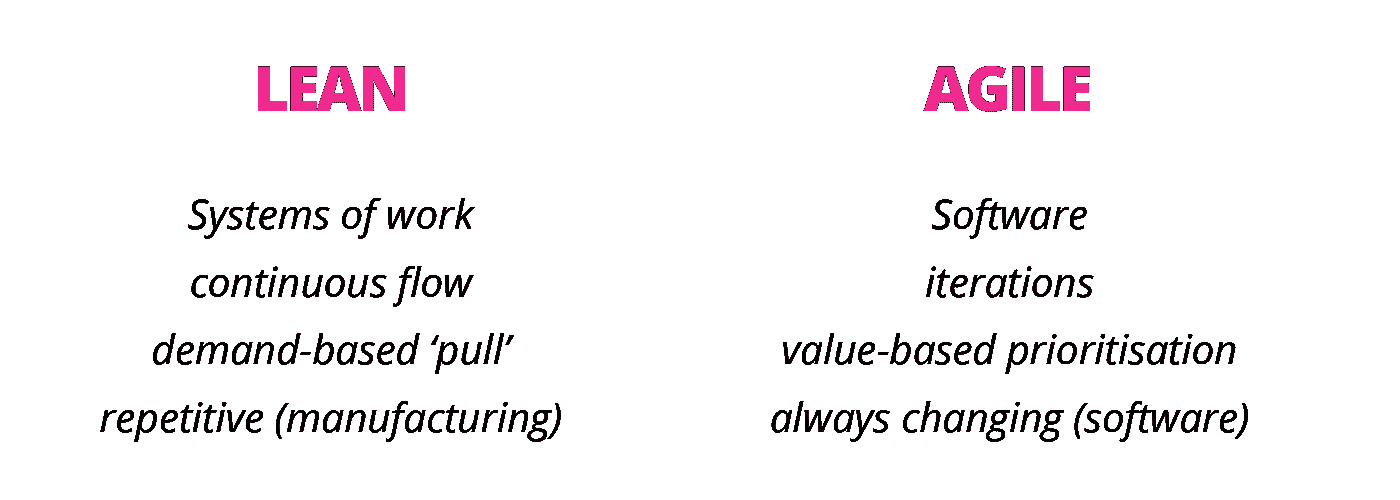 LEAN
Systems of work
continuous flow
demand-based ‘pull’
repetitive (manufacturing)
AGILE
Software
iterations
value-based prioritisation
always changing (software)